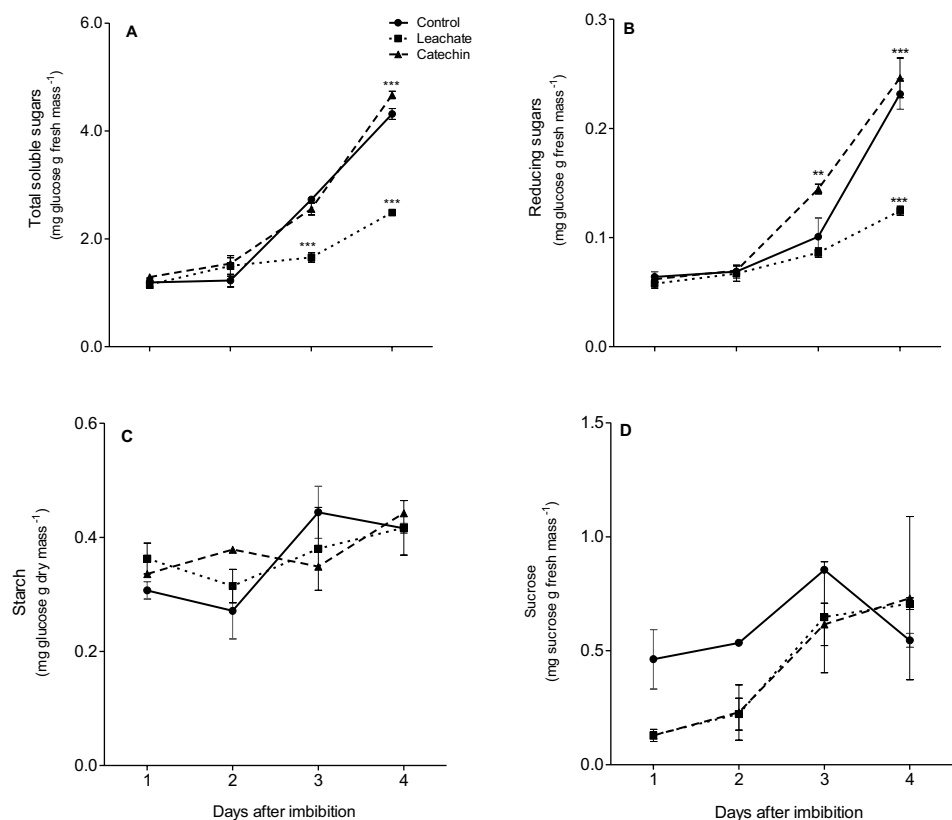 A
Control
Leachate
Catechin
Total soluble sugars
(mg glucose g fresh mass⁻¹)
6.0
4.0
2.0
0.0
***
***
***
B
Reducing sugars
(mg glucose g fresh mass⁻¹)
0.3
0.2
0.1
0.0
***
**
***
C
Starch
(mg glucose g dry mass⁻¹)
0.6
0.4
0.2
0.0
1 2 3 4
Days after imbibition
D
Sucrose
(mg sucrose g fresh mass⁻¹)
1.5
1.0
0.5
0.0
1 2 3 4
Days after imbibition